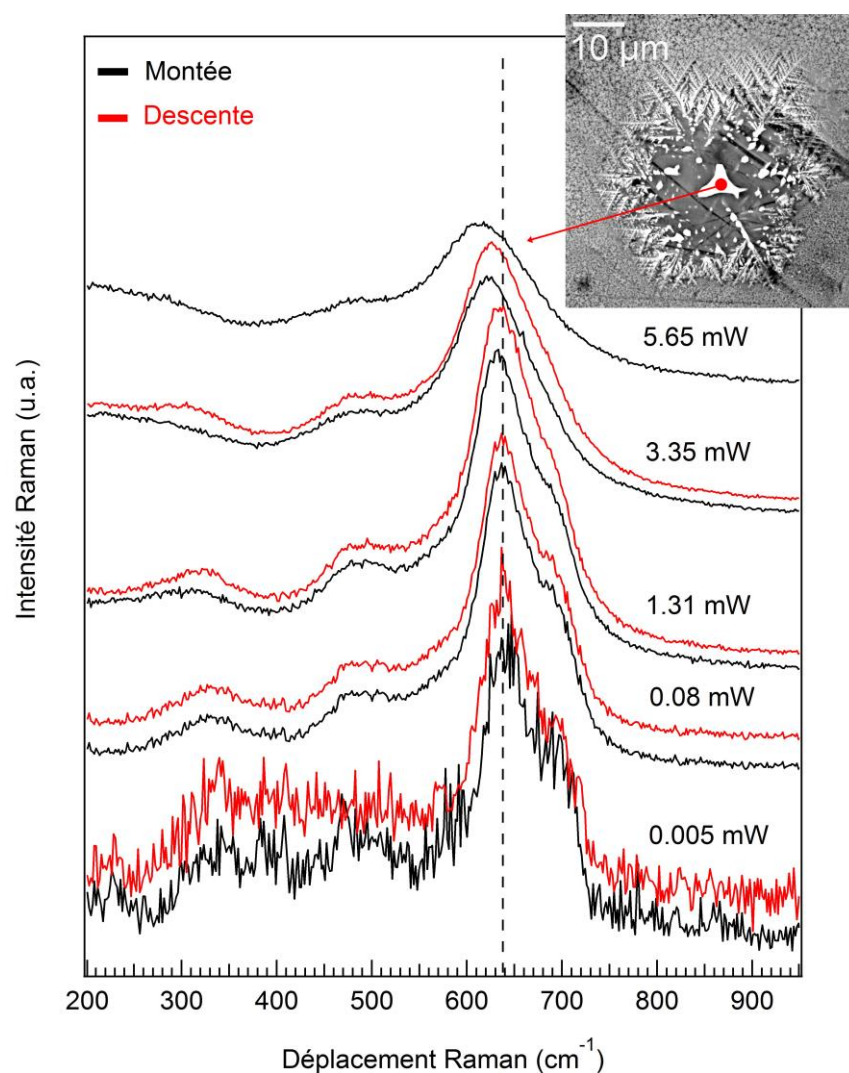 10 µm
Montée
Descente
5.65 mW
3.35 mW
1.31 mW
0.08 mW
0.005 mW
Intensité Raman (u.a.)
200 300 400 500 600 700 800 900
Déplacement Raman (cm⁻¹)